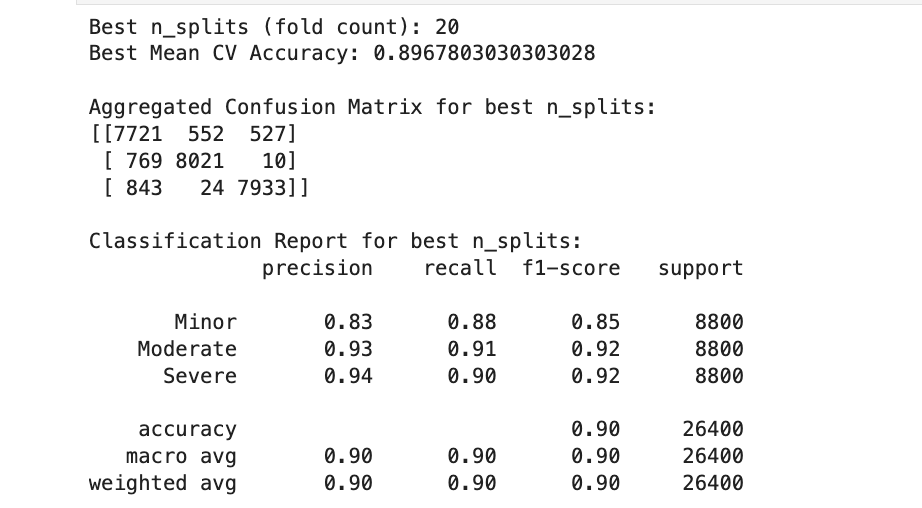 Best n_splits (fold count): 20
Best Mean CV Accuracy: 0.8967803030303028
Aggregated Confusion Matrix for best n_splits:
[[7721  552  527]
 [ 769 8021   10]
 [ 843   24 7933]]
Classification Report for best n_splits:
precision recall f1-score support
Minor 0.83 0.88 0.85 8800
Moderate 0.93 0.91 0.92 8800
Severe 0.94 0.90 0.92 8800
accuracy 0.90 26400
macro avg 0.90 0.90 0.90 26400
weighted avg 0.90 0.90 0.90 26400